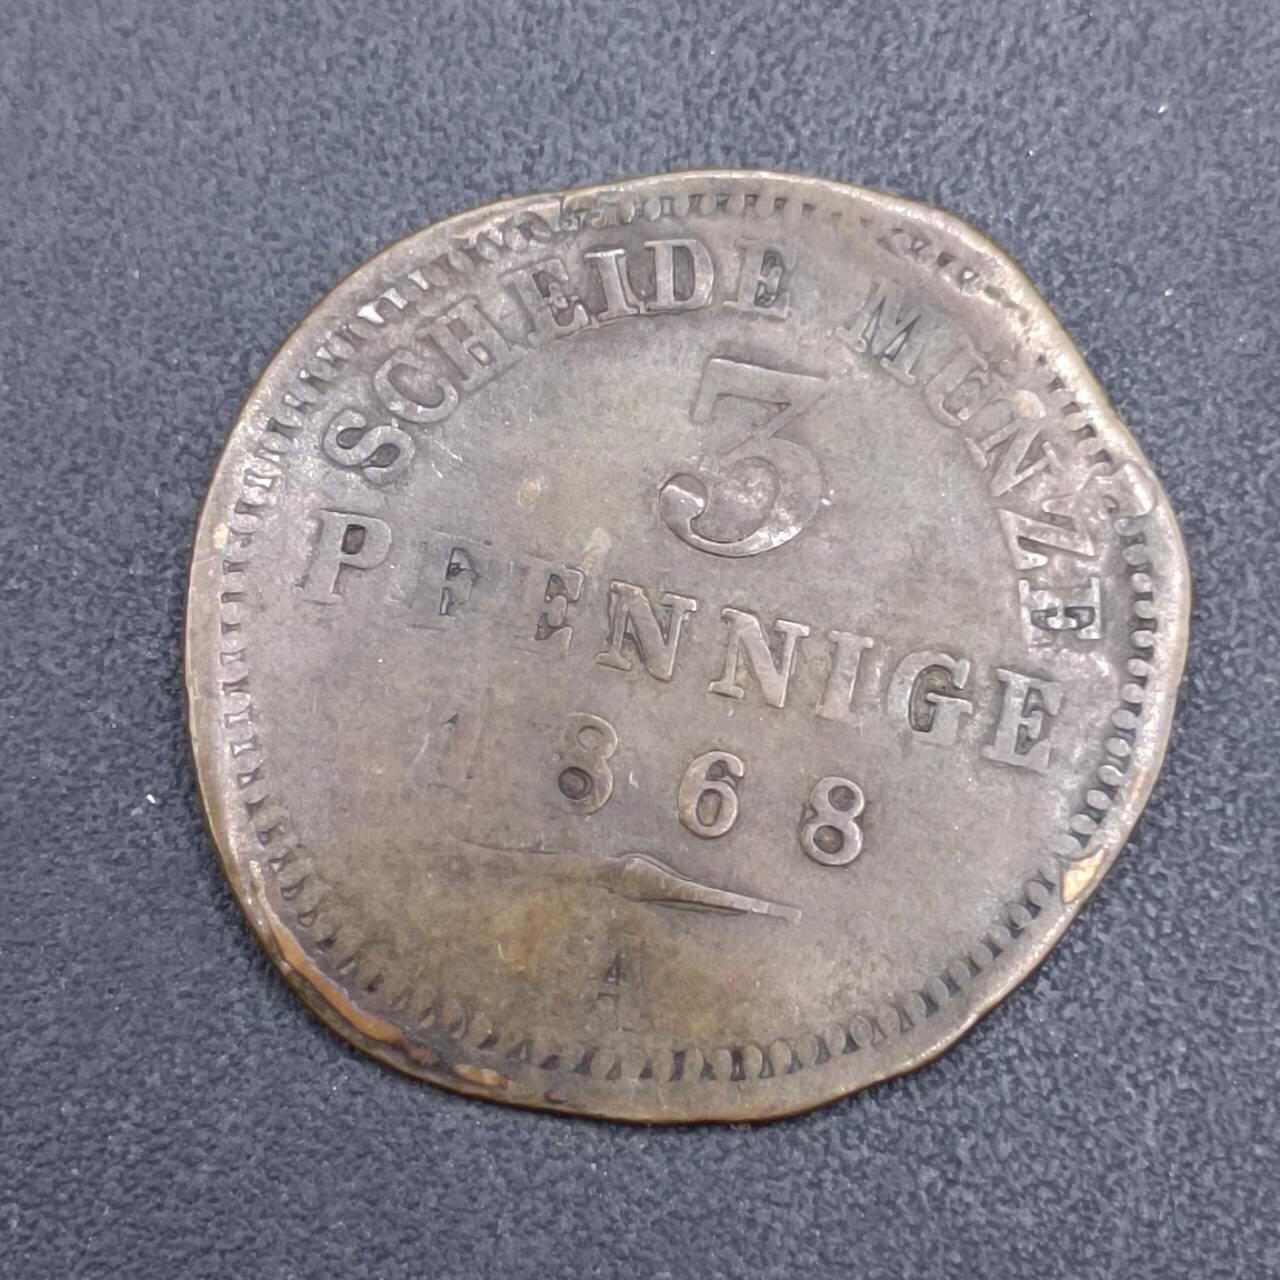 SCHEIDE MÜNZE
3
PFENNIGE
1868
A